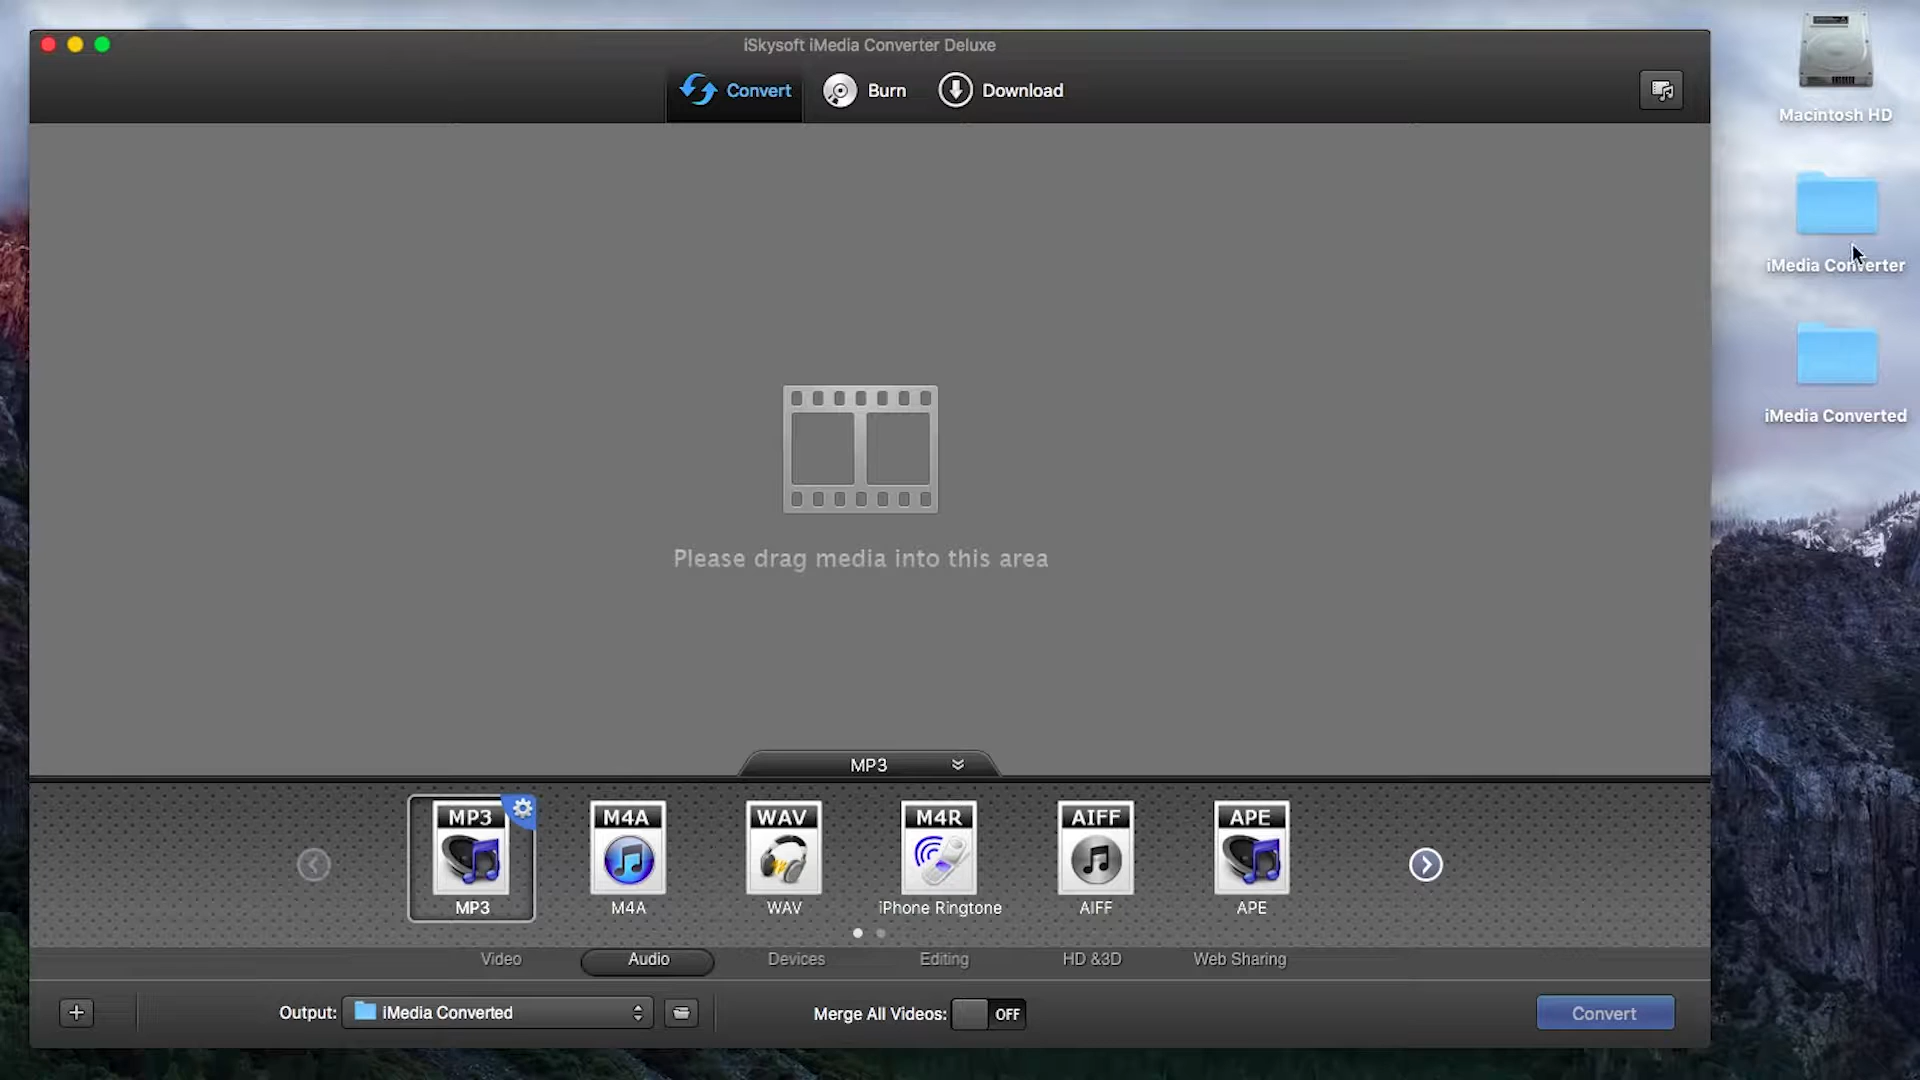 iSkysoft iMedia Converter Deluxe
Convert
Burn
Download
Macintosh HD
iMedia Converter
iMedia Converted
Please drag media into this area
MP3
MP3
M4A
WAV
M4R
AIFF
APE
MP3
M4A
WAV
iPhone Ringtone
AIFF
APE
Video
Audio
Devices
Editing
HD &3D
Web Sharing
Output:
iMedia Converted
Merge All Videos:
OFF
Convert